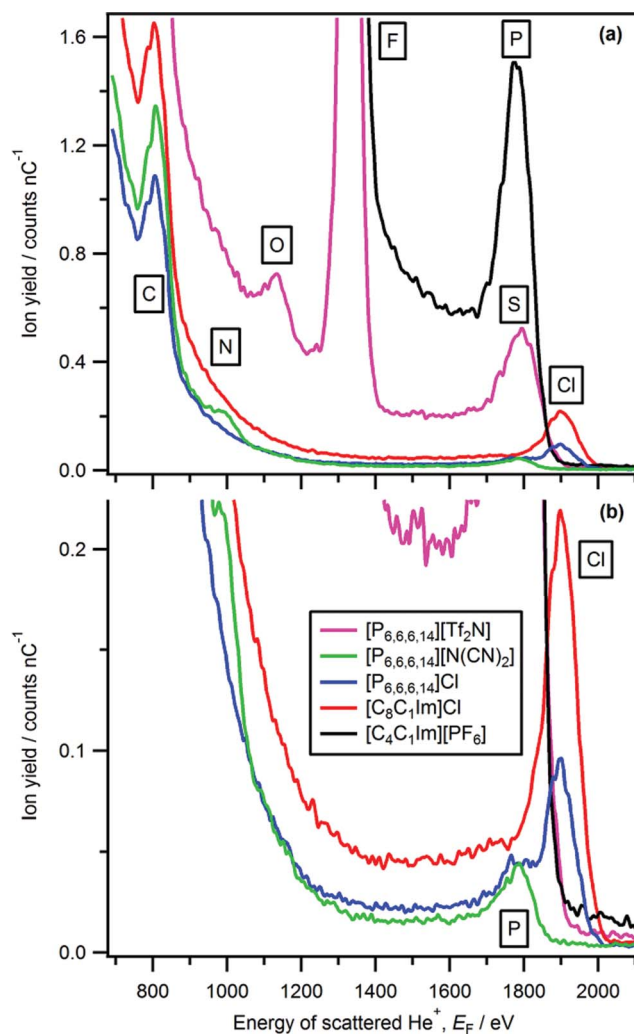 (a)
F
P
O
C
N
S
Cl
1.6
1.2
0.8
0.4
0.0
Ion yield / counts nC⁻¹
(b)
Cl
[P₆,₆,₆,₁₄][Tf₂N]
[P₆,₆,₆,₁₄][N(CN)₂]
[P₆,₆,₆,₁₄]Cl
[C₈C₁Im]Cl
[C₄C₁Im][PF₆]
P
0.2
0.1
0.0
Ion yield / counts nC⁻¹
800 1000 1200 1400 1600 1800 2000
Energy of scattered He⁺, E_F / eV